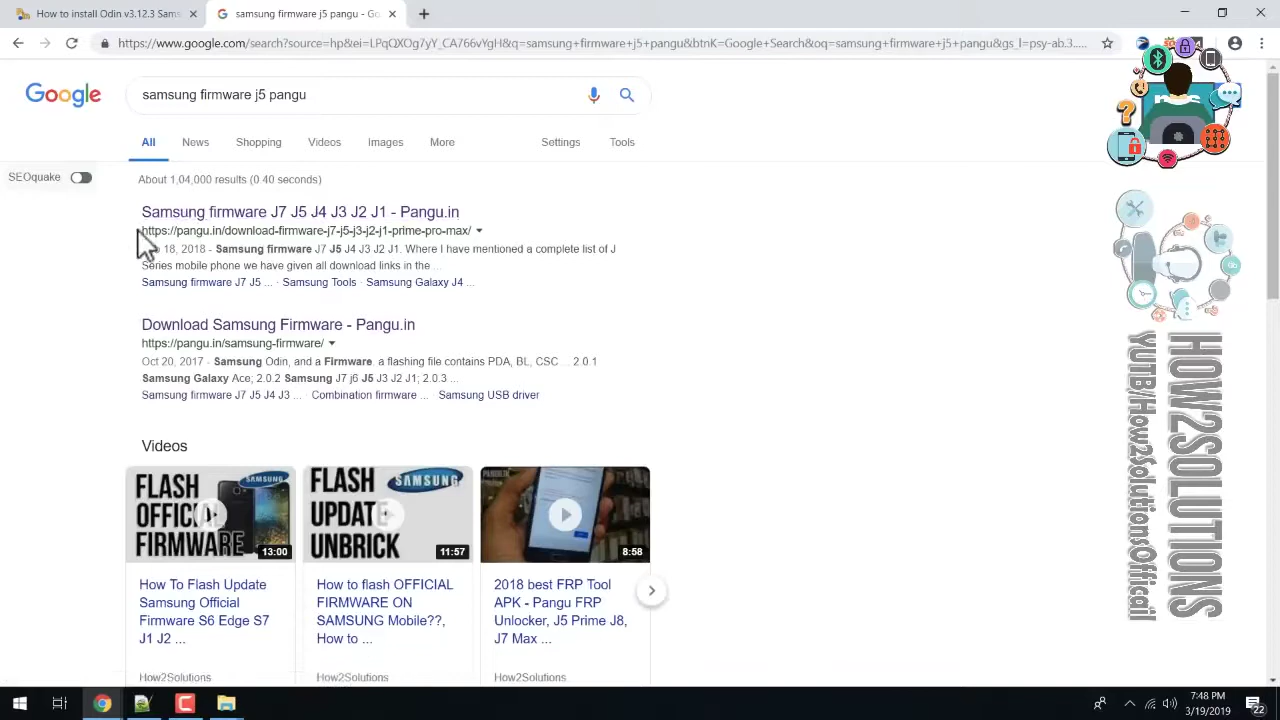 How to install Odin v3.12.3 Sams
samsung firmware j5 pangu - Go
https://www.google.com/search?source=hp&ei=LPqQXOg7yY_CA766vYgH&q=samsung+firmware+j5+pangu&btnK=Google+Search&oq=samsung+firmware+j5+pangu&gs_l=psy-ab.3.....
Google
samsung firmware j5 pangu
All
News
Shopping
Videos
Images
More
Settings
Tools
SEOquake
About 1,04,000 results (0.40 seconds)
Samsung firmware J7 J5 J4 J3 J2 J1 - Pangu.in
https://pangu.in/download-firmware-j7-j5-j3-j2-j1-prime-pro-max/
18, 2018 - Samsung firmware J7 J5 J4 J3 J2 J1. Where I have mentioned a complete list of J
Series mobile phone we have given all download links in the ...
Samsung firmware J7 J5 ... · Samsung Tools · Samsung Galaxy J4 ...
Download Samsung Firmware - Pangu.in
https://pangu.in/samsung-firmware/
Oct 20, 2017 - Samsung Odin, and a Firmware, a flashing file contains PDA, BL, CSC ... 2.0.1
Samsung Galaxy Ace; 2.0.2 Samsung J7 j6 J5 J3 J2 J1; 2.0.3...
Samsung firmware J7 J5 J4 J3 ... · Combination firmware ... · Samsung USB driver
Videos
FLASH
OFFICI
FIRMWARE
SAMSUNG
13:00
FLASH
UPDAT
UNBRICK
SAMSUNG
11:57
8:58
How To Flash Update
Samsung Official
Firmware S6 Edge S7
J1 J2 ...
How2Solutions
How to flash OFFICIAL
FIRMWARE ON
SAMSUNG Mobile??,
How to ...
How2Solutions
2018 best FRP Tool
APK - Pangu FRP
Unlocker, J5 Prime J8,
J7 Max ...
How2Solutions
HOW2SOLUTIONS
YUTB/How2SolutionsOfficail
7:48 PM
3/19/2019
22